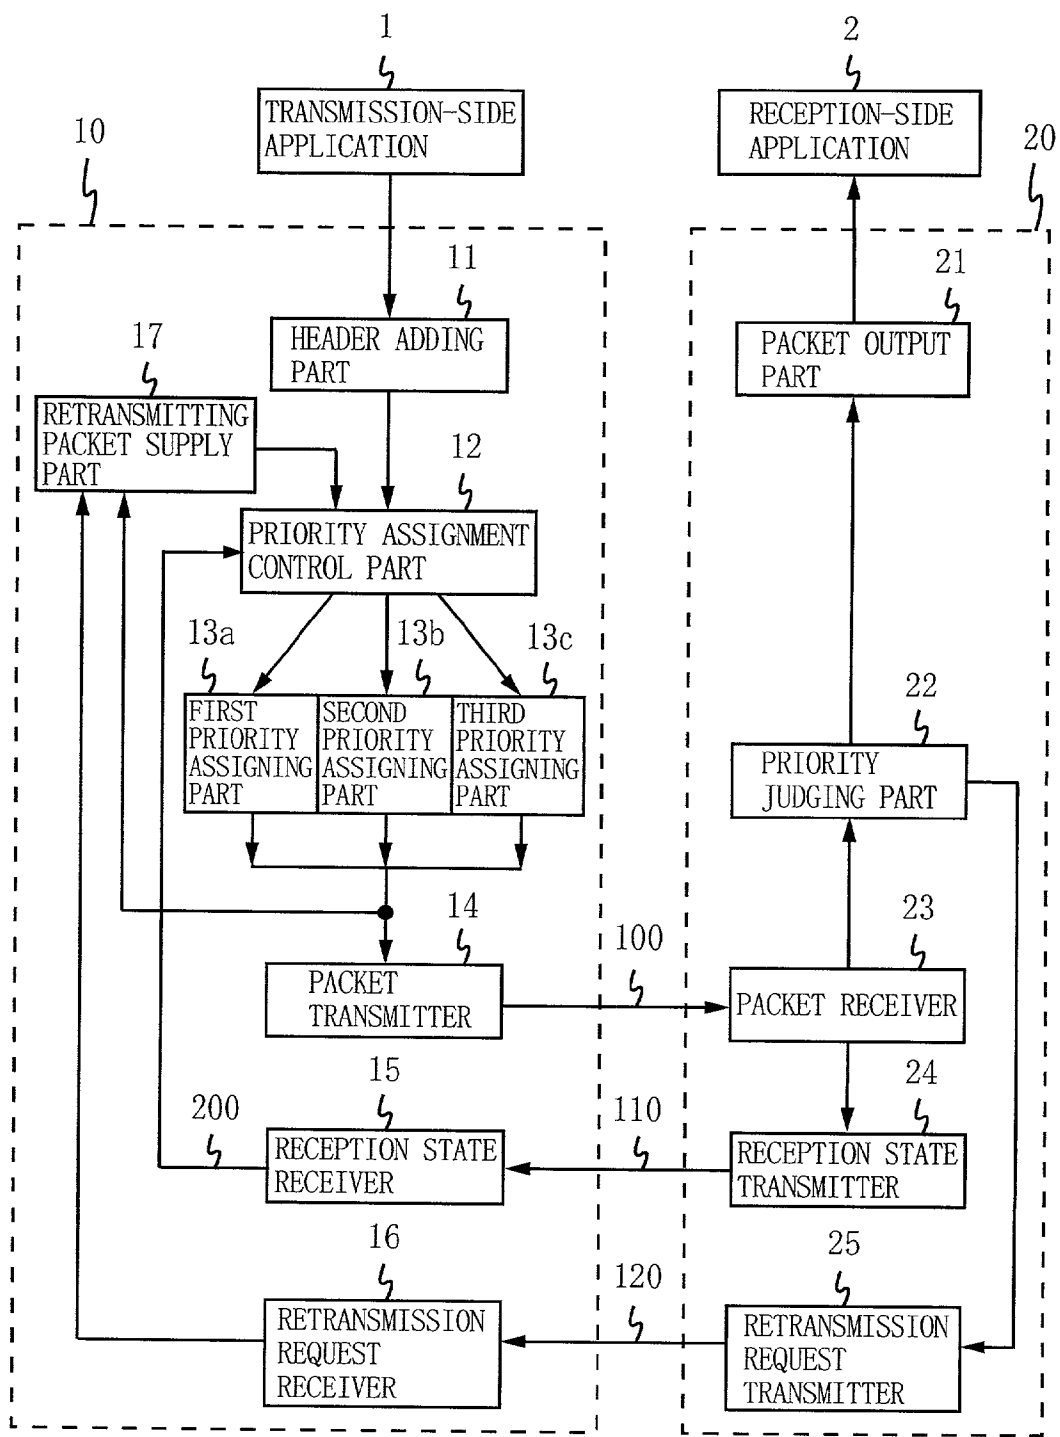 1
TRANSMISSION-SIDE
APPLICATION
2
RECEPTION-SIDE
APPLICATION
10
20
11
HEADER ADDING
PART
21
PACKET OUTPUT
PART
17
RETRANSMITTING
PACKET SUPPLY
PART
12
PRIORITY ASSIGNMENT
CONTROL PART
13a
FIRST
PRIORITY
ASSIGNING
PART
13b
SECOND
PRIORITY
ASSIGNING
PART
13c
THIRD
PRIORITY
ASSIGNING
PART
22
PRIORITY
JUDGING PART
14
PACKET
TRANSMITTER
100
23
PACKET RECEIVER
15
RECEPTION STATE
RECEIVER
200
110
24
RECEPTION STATE
TRANSMITTER
16
RETRANSMISSION
REQUEST
RECEIVER
120
25
RETRANSMISSION
REQUEST
TRANSMITTER